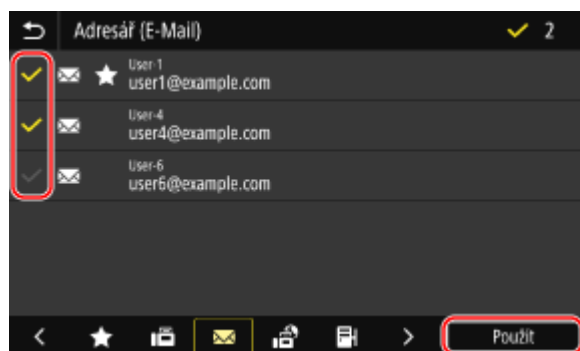 Adresář (E-Mail) 2
User-1
user1@example.com
User-4
user4@example.com
User-6
user6@example.com
Použít